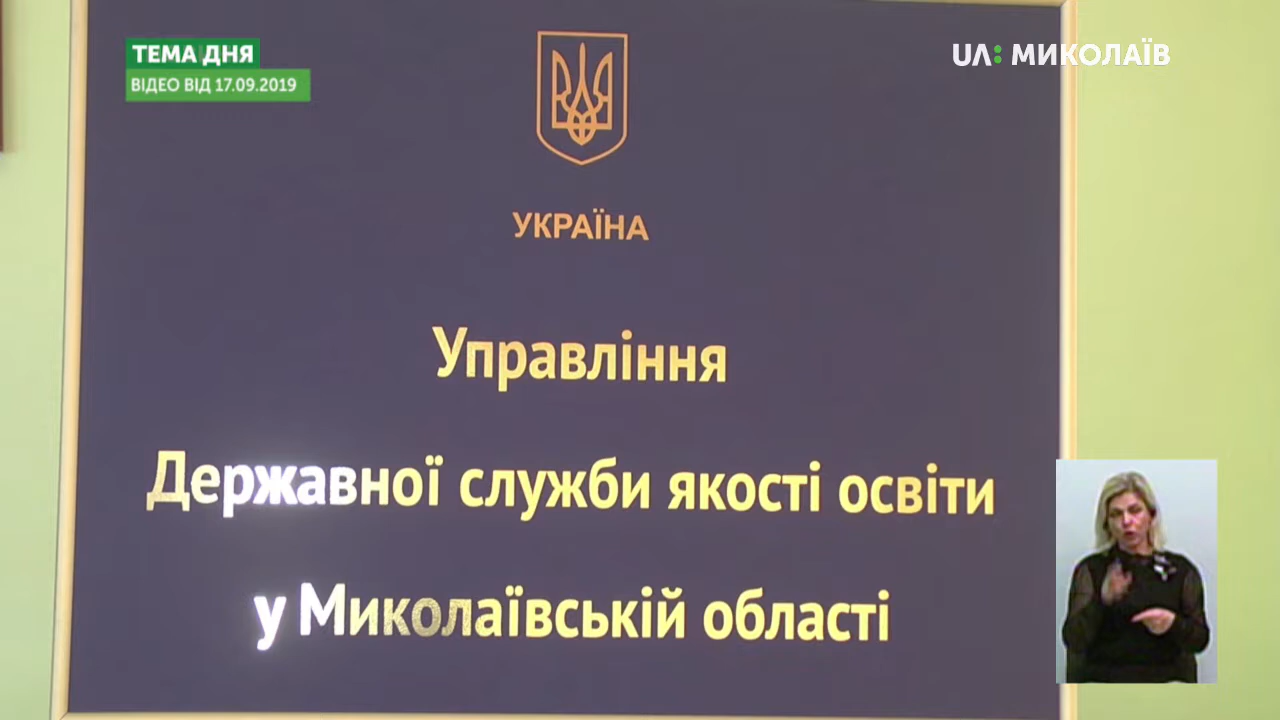 ТЕМА ДНЯ
ВІДЕО ВІД 17.09.2019
UA: МИКОЛАЇВ
УКРАЇНА
Управління
Державної служби якості освіти
у Миколаївській області